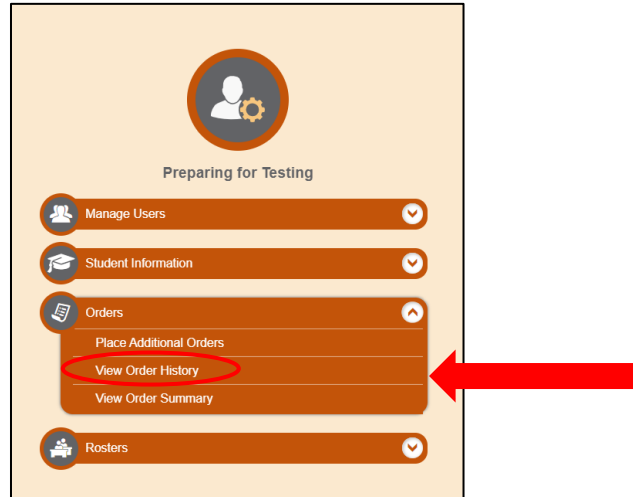 Preparing for Testing
Manage Users
Student Information
Orders
Place Additional Orders
View Order History
View Order Summary
Rosters